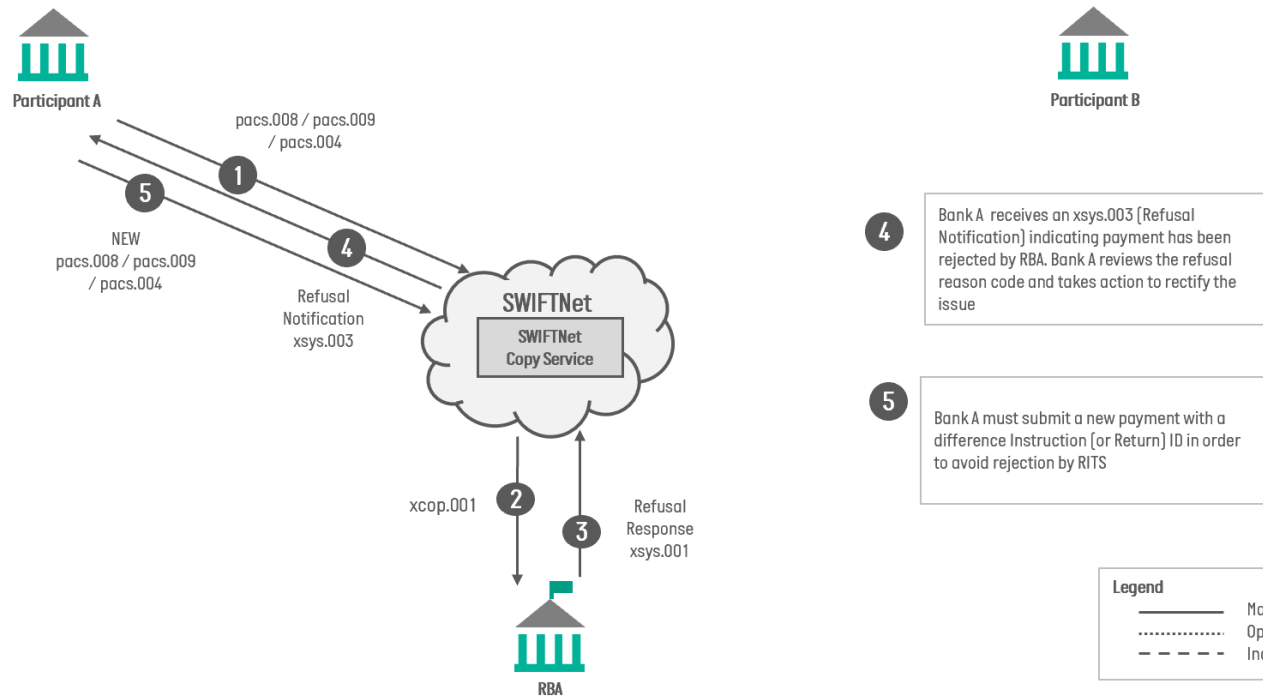 Participant A
Participant B
pacs.008 / pacs.009
/ pacs.004
1
5
4
NEW
pacs.008 / pacs.009
/ pacs.004
Refusal
Notification
xsys.003
SWIFTNet
SWIFTNet
Copy Service
4
Bank A receives an xsys.003 (Refusal
Notification) indicating payment has been
rejected by RBA. Bank A reviews the refusal
reason code and takes action to rectify the
issue
5
Bank A must submit a new payment with a
difference Instruction (or Return) ID in order
to avoid rejection by RITS
xcop.001
2
3
Refusal
Response
xsys.001
RBA
Legend